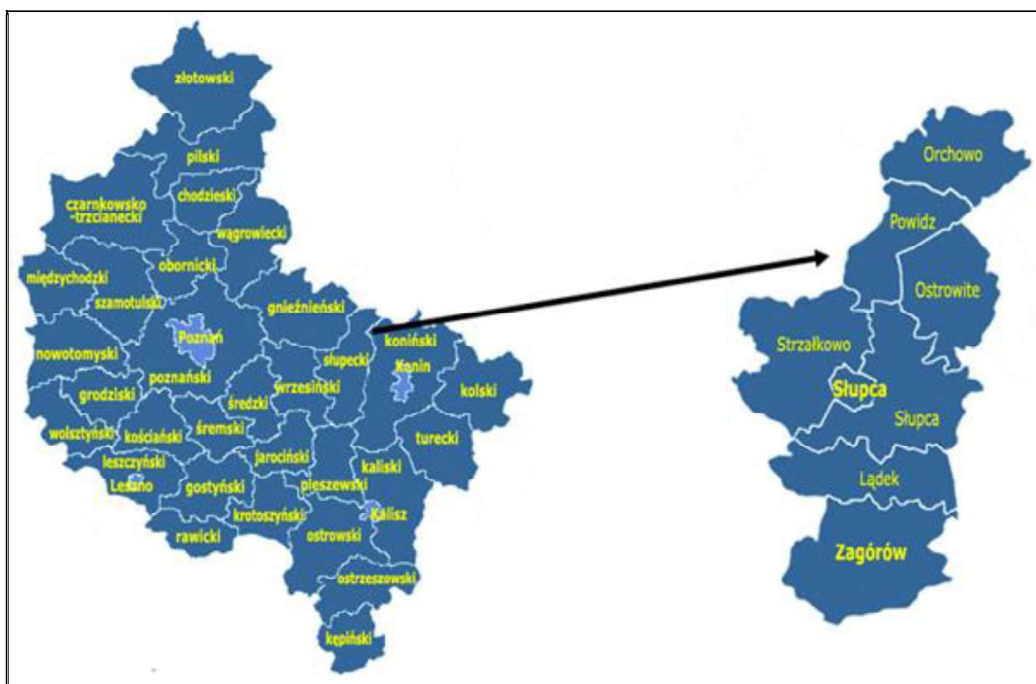 złotowski
pilski
chodzieski
czarnkowsko
-trzcianecki
wągrowiecki
obornicki
międzychodzki
szamotulski
gnieźnieński
Poznań
nowotomyski
poznański
koniński
Konin
słupecki
wrzesiński
kolski
grodziski
średzki
wolsztyński
kościański
śremski
turecki
leszczyński
Leszno
jarociński
kaliski
gostyński
pleszewski
krotoszyński
Kalisz
rawicki
ostrowski
ostrzeszowski
kępiński
Orchowo
Powidz
Ostrowite
Strzałkowo
Słupca
Słupca
Lądek
Zagórów